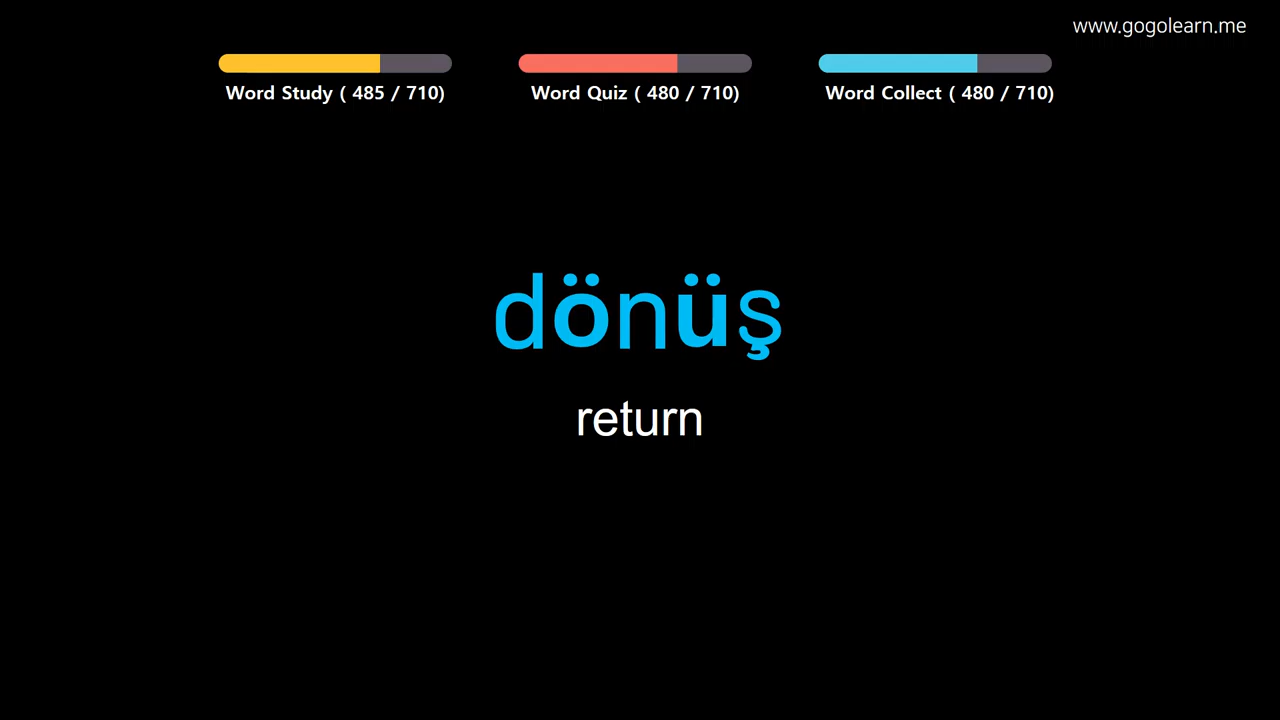 www.gogolearn.me
Word Study ( 485 / 710)
Word Quiz ( 480 / 710)
Word Collect ( 480 / 710)
dönüş
return